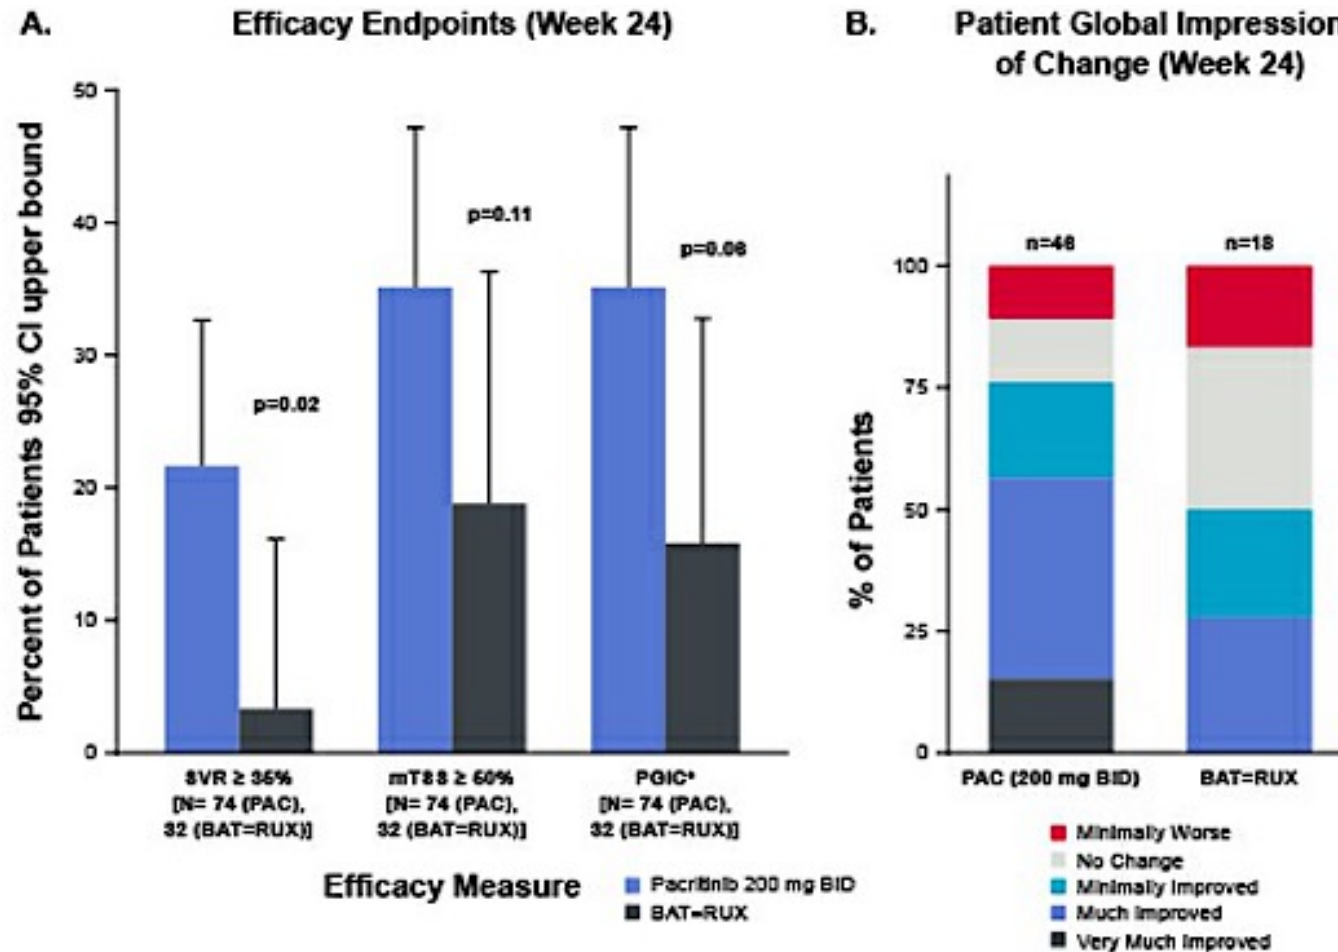 A.
Efficacy Endpoints (Week 24)
Percent of Patients 95% CI upper bound
50
40
30
20
10
0
p=0.02
p=0.11
p=0.06
SVR ≥ 35%
[N= 74 (PAC),
32 (BAT=RUX)]
mTSS ≥ 50%
[N= 74 (PAC),
32 (BAT=RUX)]
PGIC*
[N= 74 (PAC),
32 (BAT=RUX)]
Efficacy Measure
Pacritinib 200 mg BID
BAT=RUX
B.
Patient Global Impression
of Change (Week 24)
% of Patients
100
75
50
25
0
n=46
n=18
PAC (200 mg BID)
BAT=RUX
Minimally Worse
No Change
Minimally Improved
Much Improved
Very Much Improved